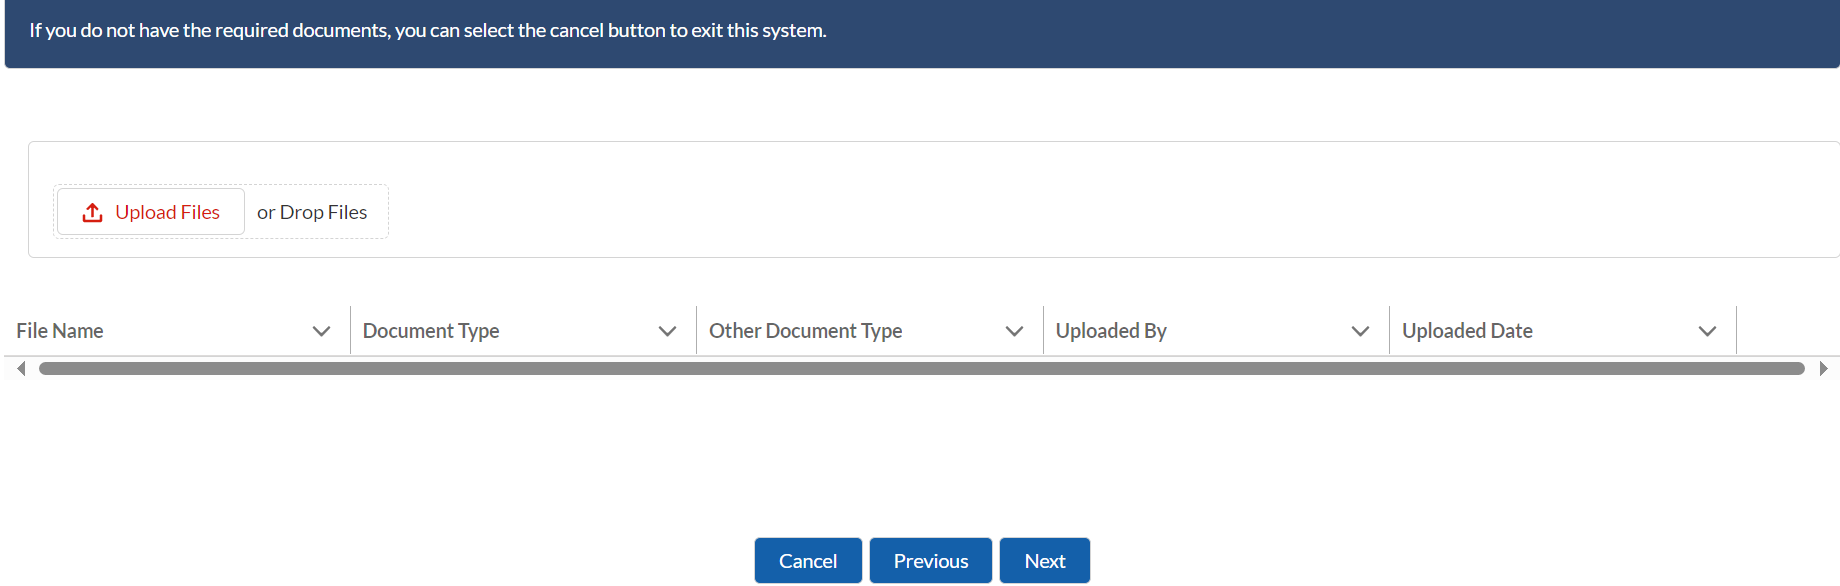 If you do not have the required documents, you can select the cancel button to exit this system.
Upload Files or Drop Files
File Name Document Type Other Document Type Uploaded By Uploaded Date
Cancel Previous Next